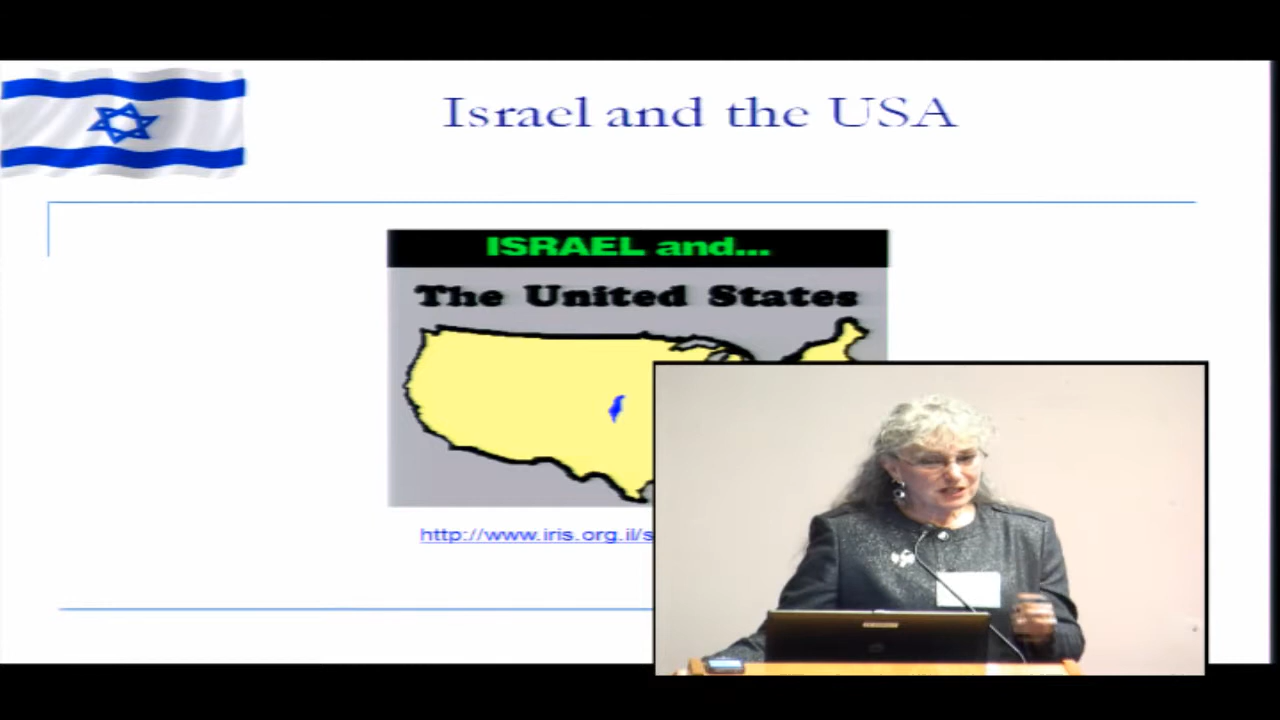 Israel and the USA
ISRAEL and...
The United States
http://www.iris.org.il/s